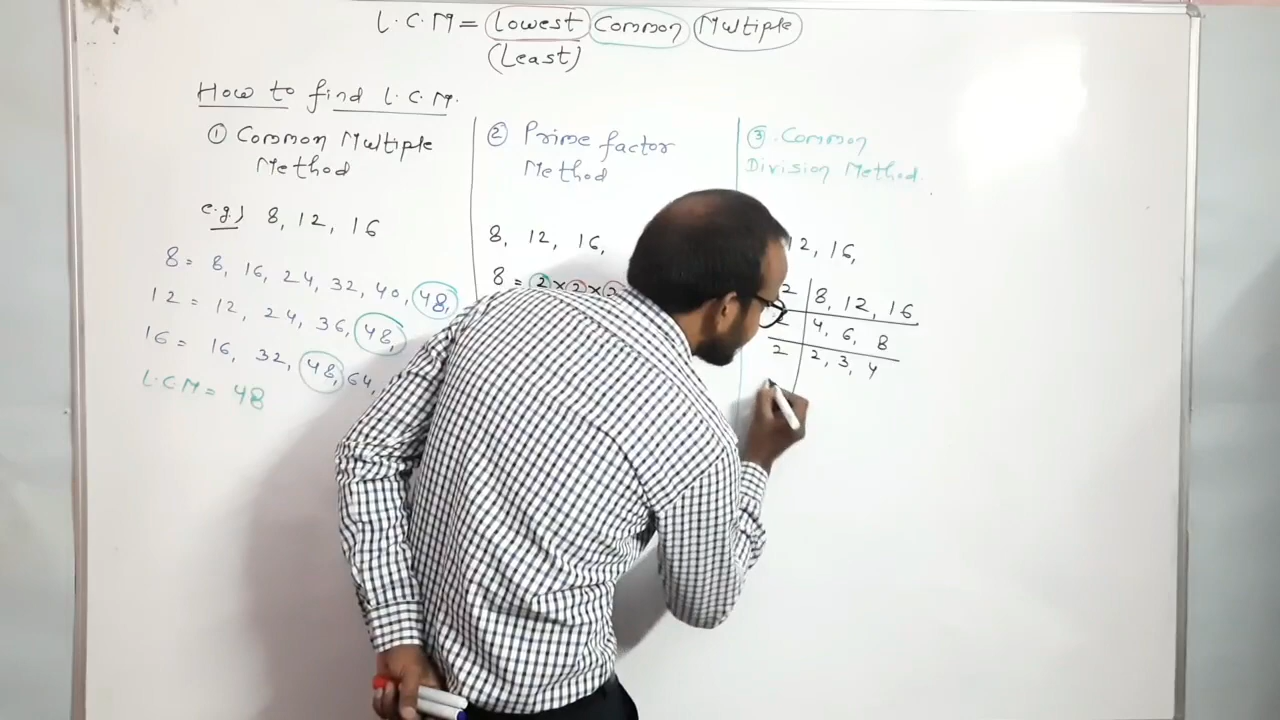 L.C.M = Lowest Common Multiple
(Least)
How to find L.C.M.
① Common Multiple
Method
e.g) 8, 12, 16
8 = 8, 16, 24, 32, 40, 48,
12 = 12, 24, 36, 48,
16 = 16, 32, 48, 64,
L.C.M = 48
② Prime factor
Method
8, 12, 16,
8 = 2 × 2 × 2
③ Common
Division Method.
12, 16,
2 8, 12, 16
2 4, 6, 8
2 2, 3, 4